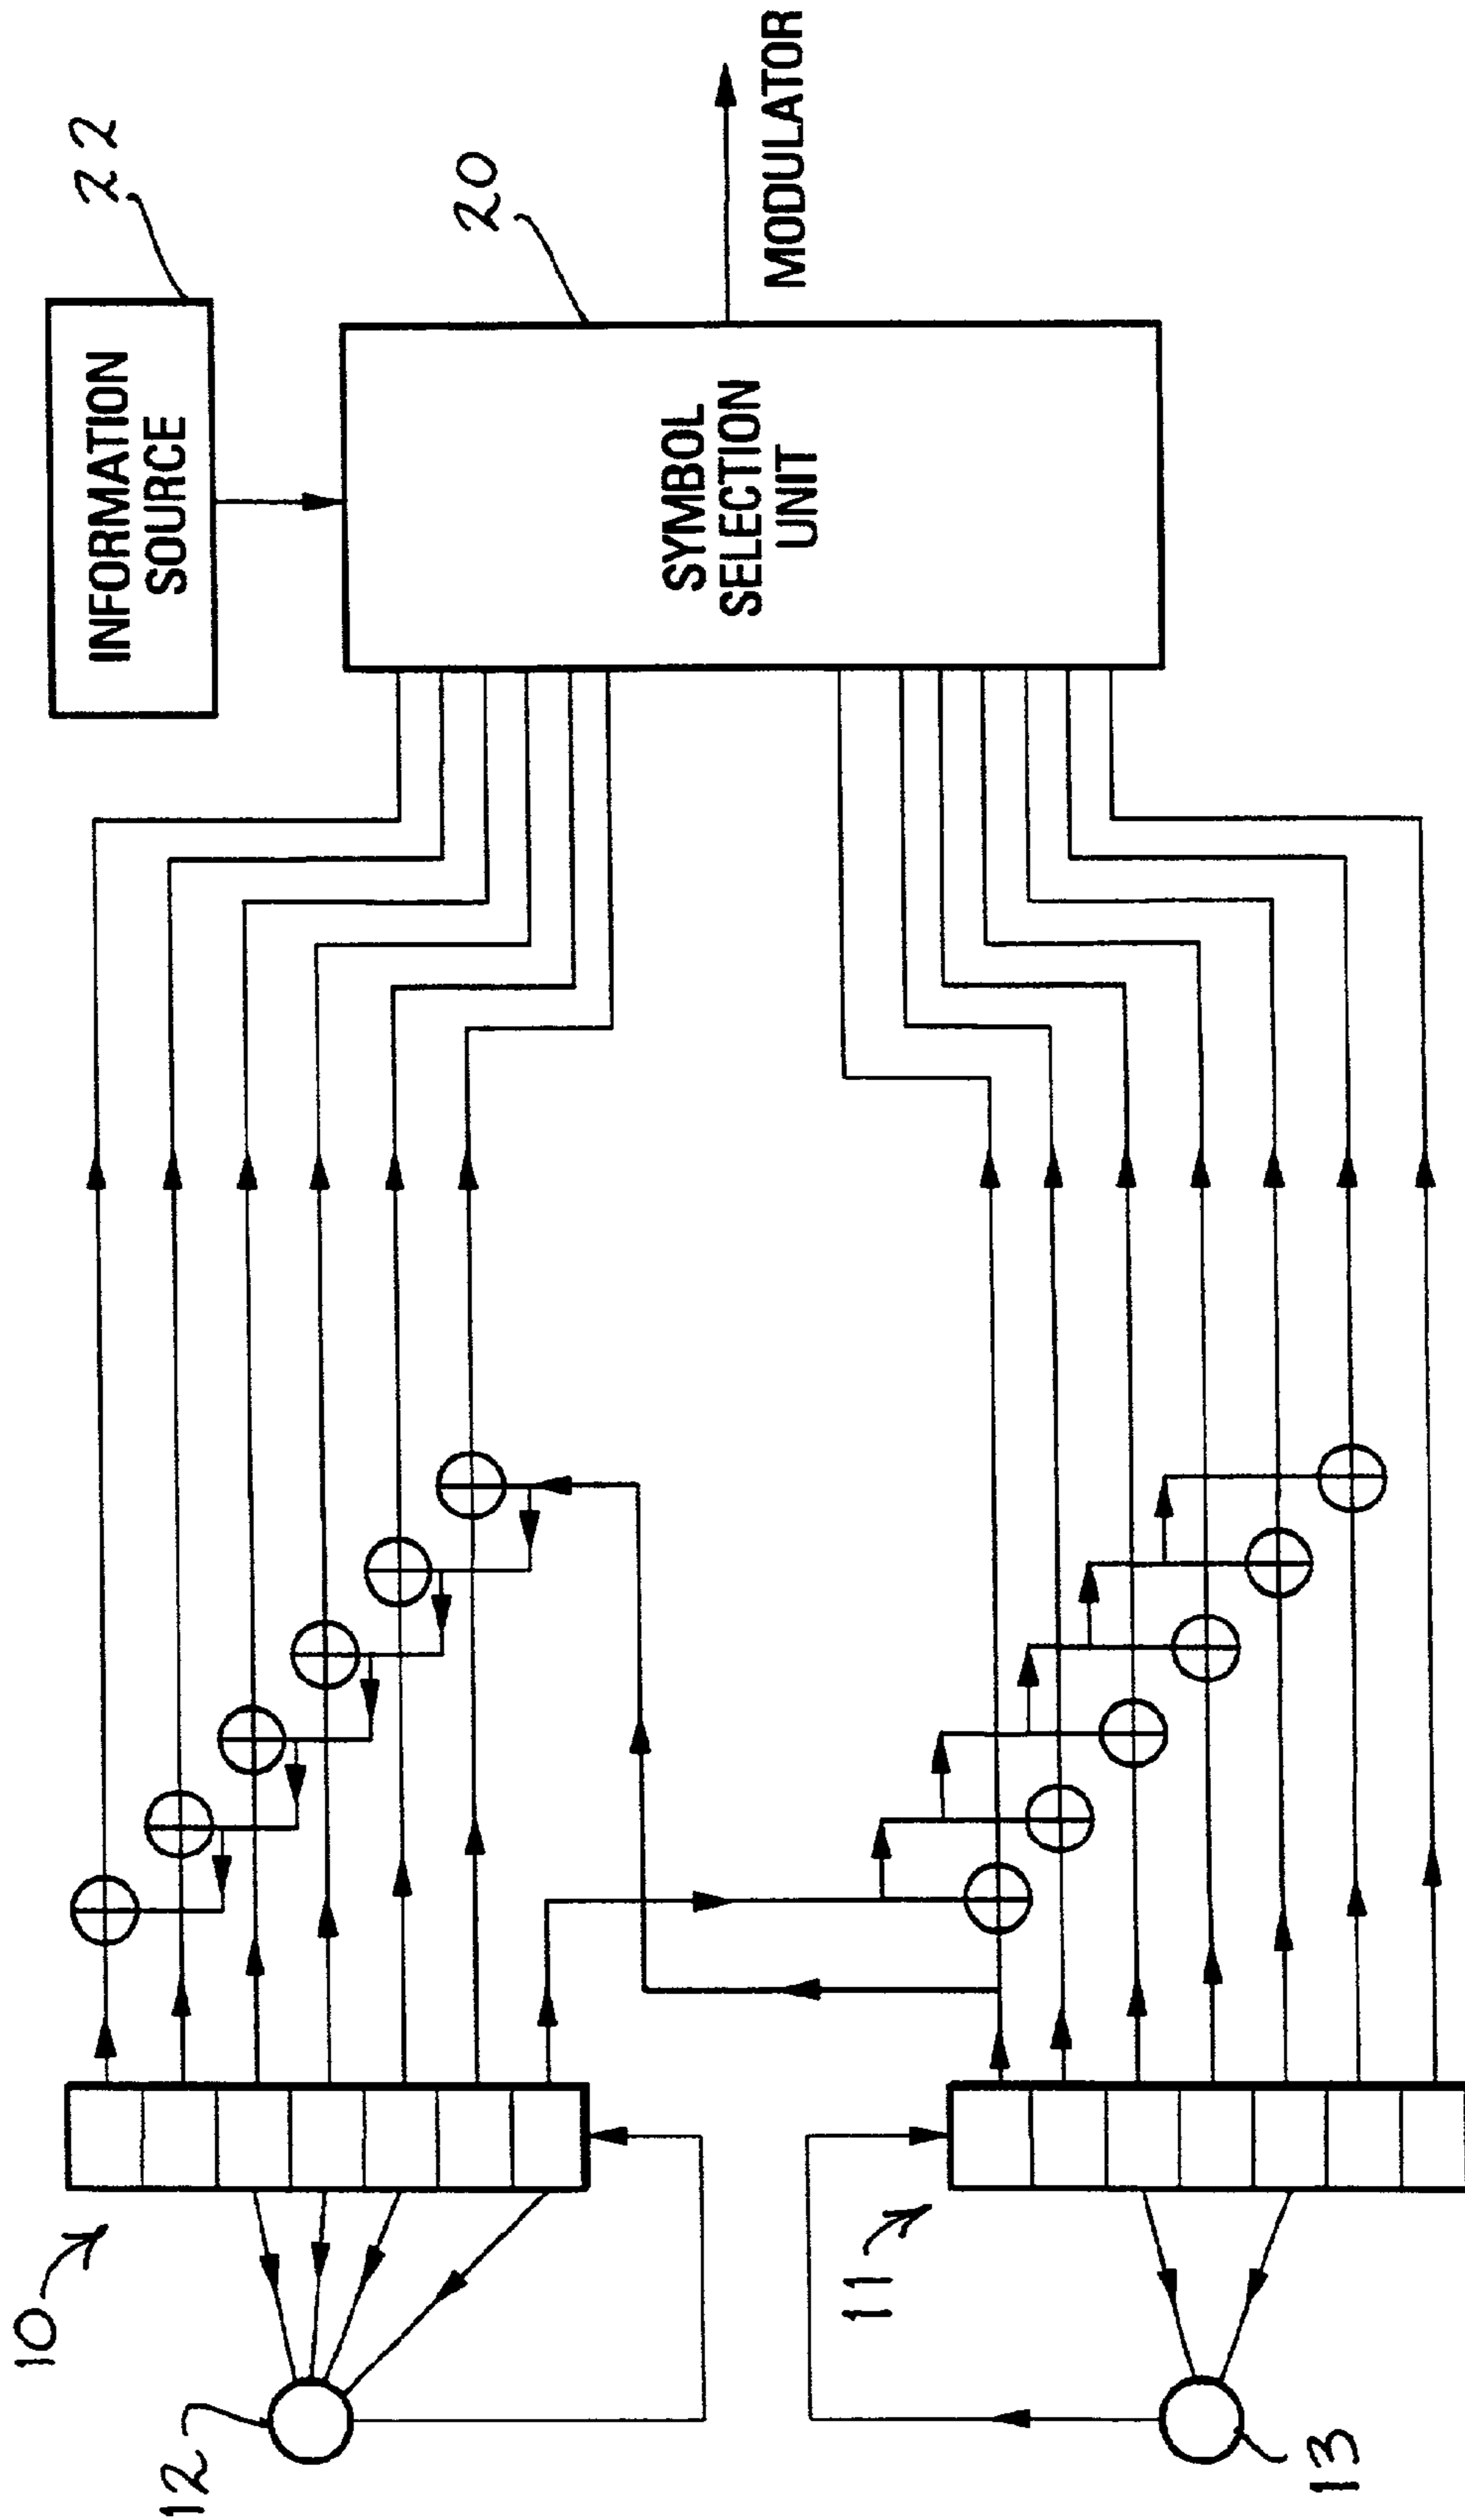 10
12
11
13
INFORMATION
SOURCE
22
SYMBOL
SELECTION
UNIT
20
MODULATOR